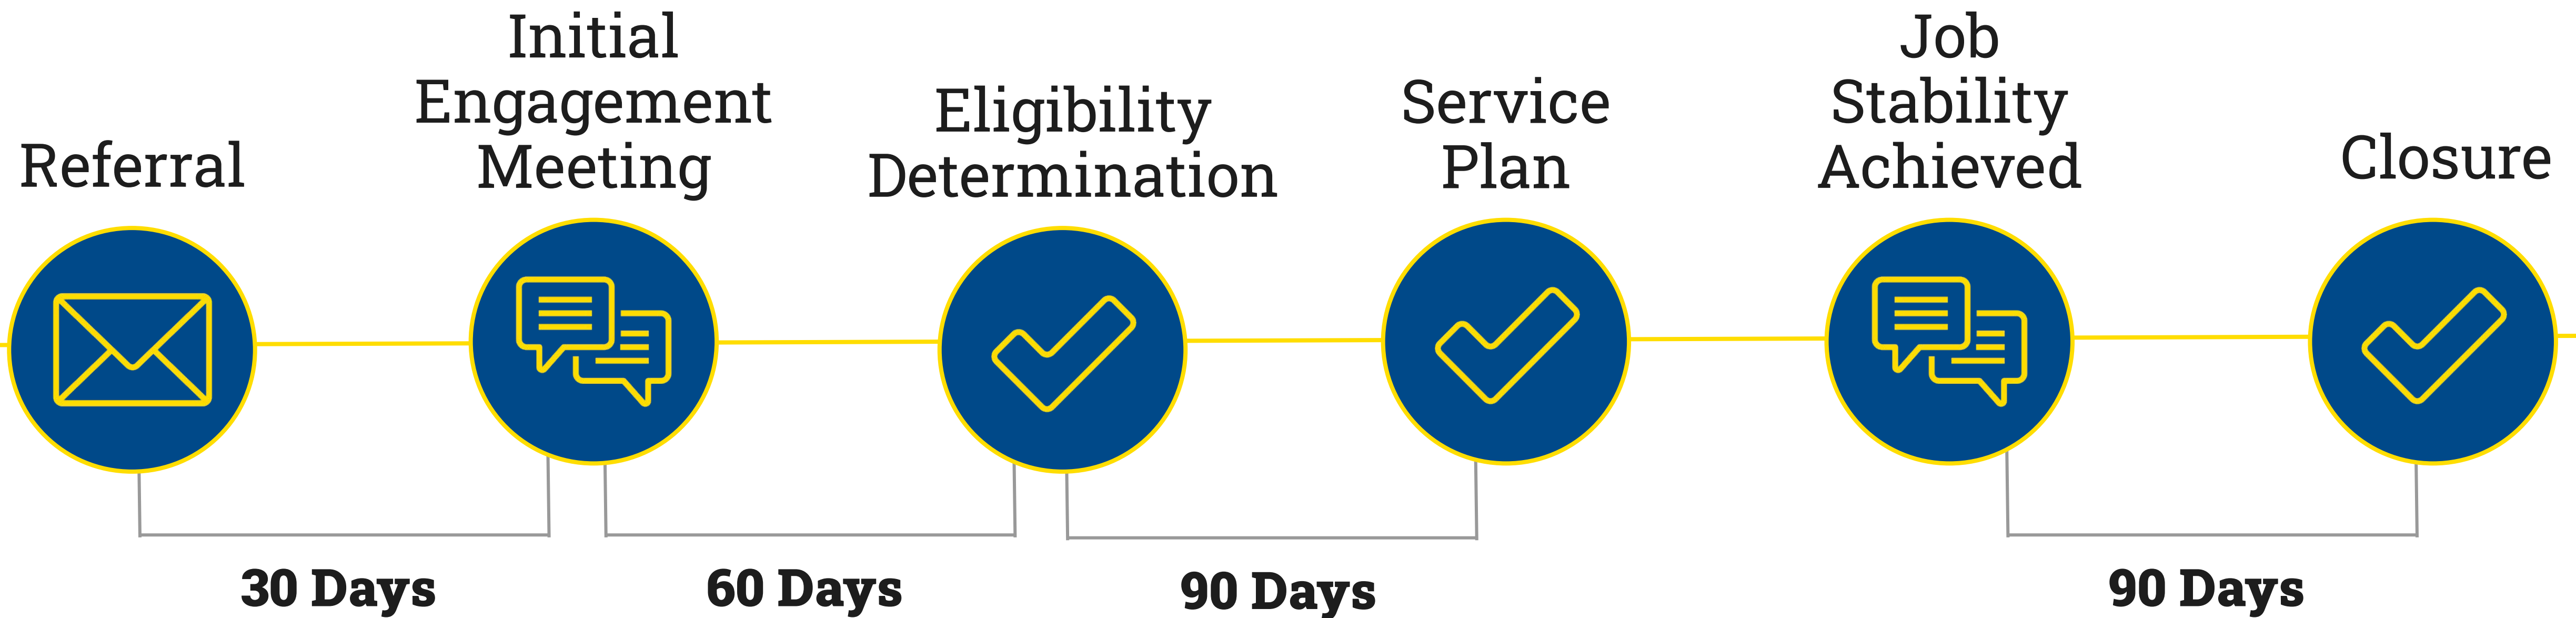 Referral
Initial
Engagement
Meeting
Eligibility
Determination
Service
Plan
Job
Stability
Achieved
Closure
30 Days
60 Days
90 Days
90 Days